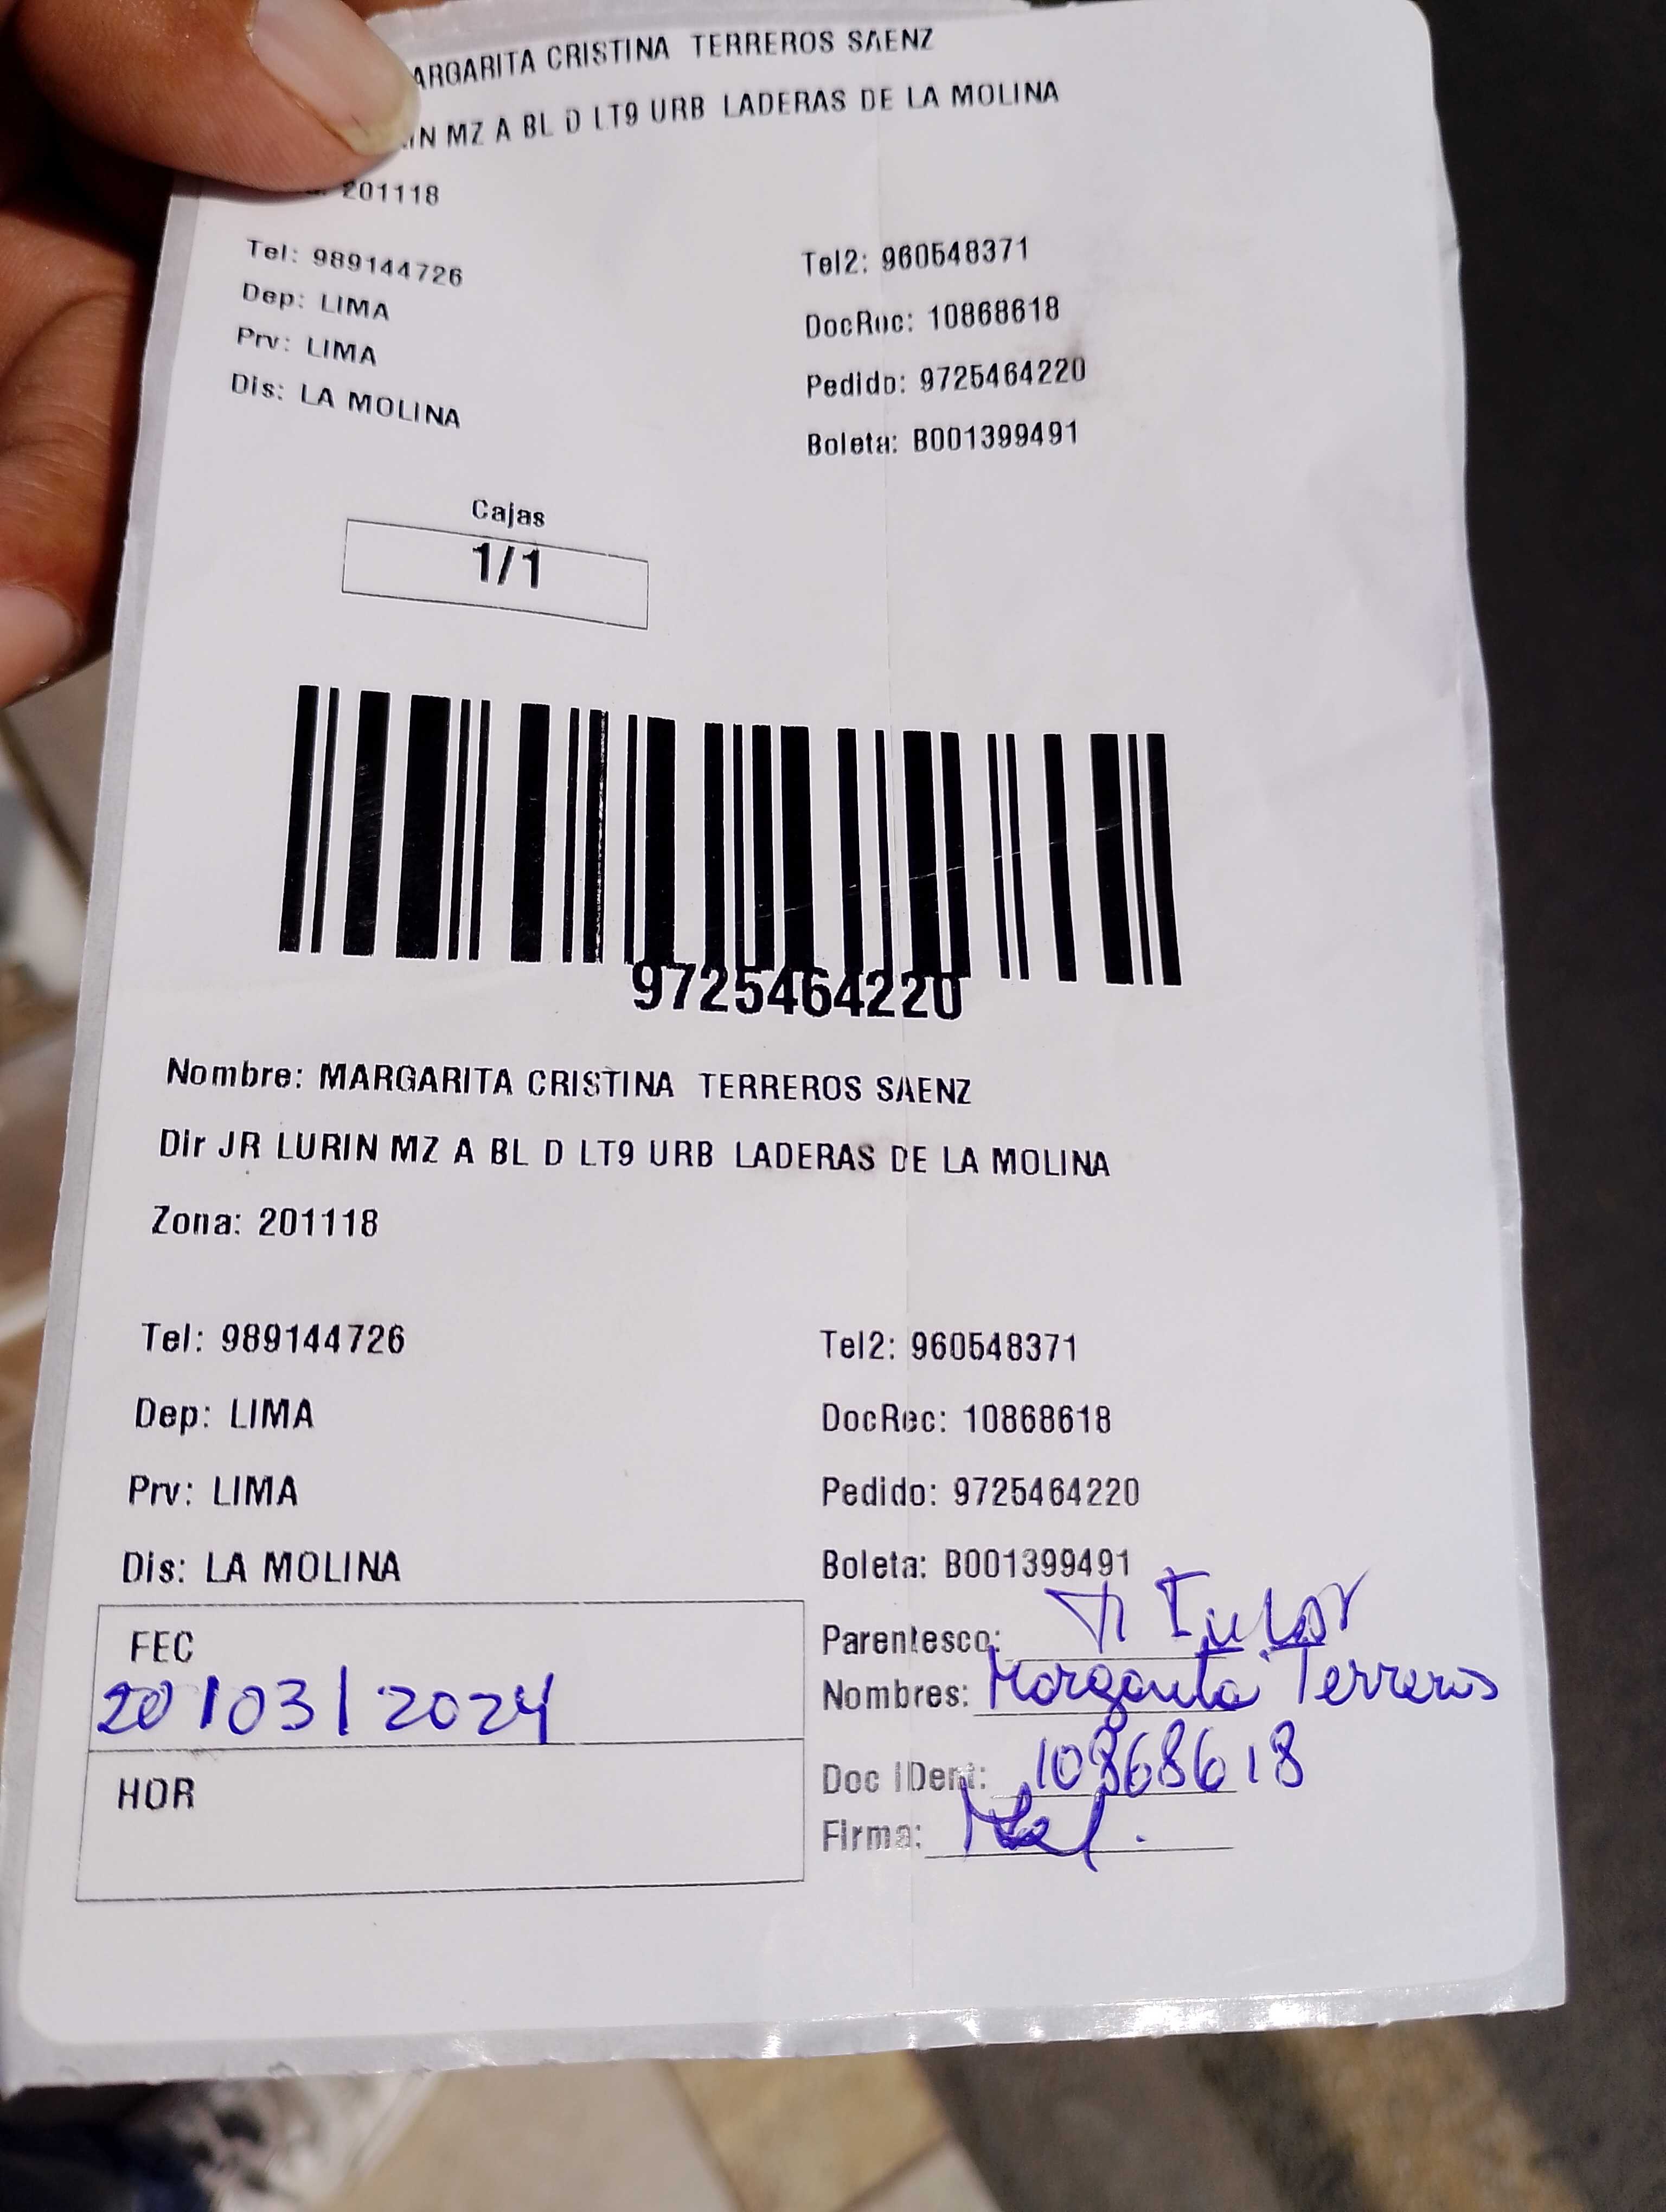 ARGARITA CRISTINA TERREROS SAENZ
IN MZ A BL D LT9 URB LADERAS DE LA MOLINA
201118
Tel: 989144726
Tel2: 960548371
Dep: LIMA
DocRec: 10868618
Prv: LIMA
Pedido: 9725464220
Dis: LA MOLINA
Boleta: B001399491
Cajas
1/1
9725464220
Nombre: MARGARITA CRISTINA TERREROS SAENZ
Dir JR LURIN MZ A BL D LT9 URB LADERAS DE LA MOLINA
Zona: 201118
Tel: 989144726
Tel2: 960548371
Dep: LIMA
DocRec: 10868618
Prv: LIMA
Pedido: 9725464220
Dis: LA MOLINA
Boleta: B001399491
FEC
20/03/2024
HOR
Parentesco: Titular
Nombres: Margarita Terreros
Doc IDent: 10868618
Firma: